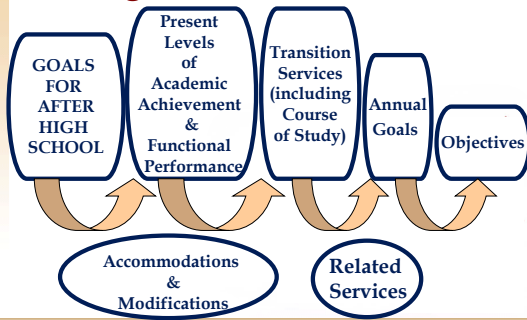 GOALS
FOR
AFTER
HIGH
SCHOOL
Present
Levels
of
Academic
Achievement
&
Functional
Performance
Transition
Services
(including
Course
of Study)
Annual
Goals
Objectives
Accommodations
&
Modifications
Related
Services